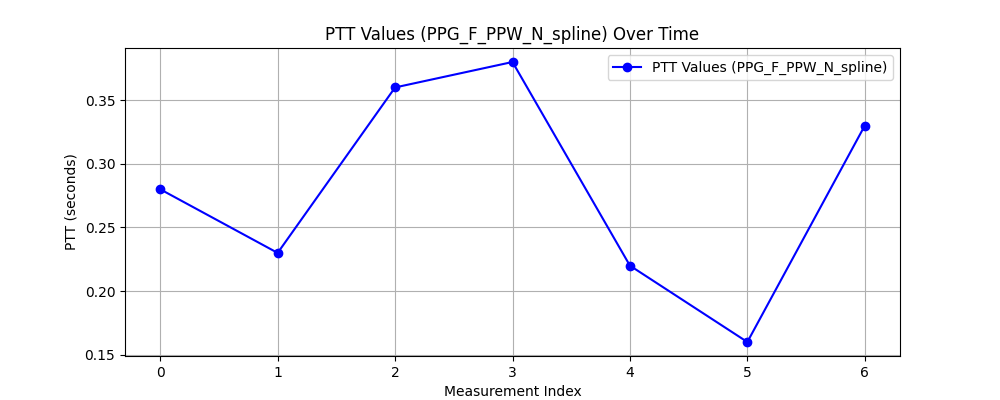 PTT Values (PPG_F_PPW_N_spline) Over Time
PTT Values (PPG_F_PPW_N_spline)
PTT (seconds)
0.35
0.30
0.25
0.20
0.15
0 1 2 3 4 5 6
Measurement Index